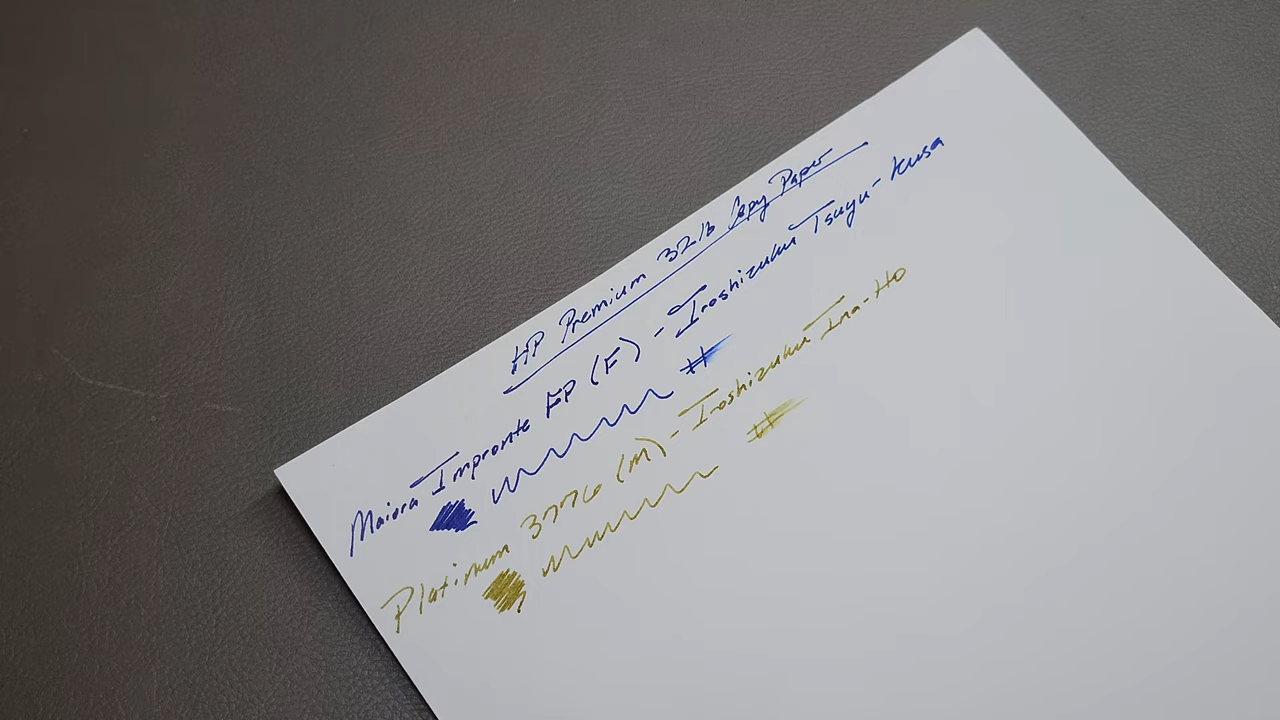 HP Premium 32lb Copy Paper
Maiora Impronte FP (F) - Iroshizuku Tsuyu-kusa
#
Platinum 3776 (M) - Iroshizuku Ina-Ho
#